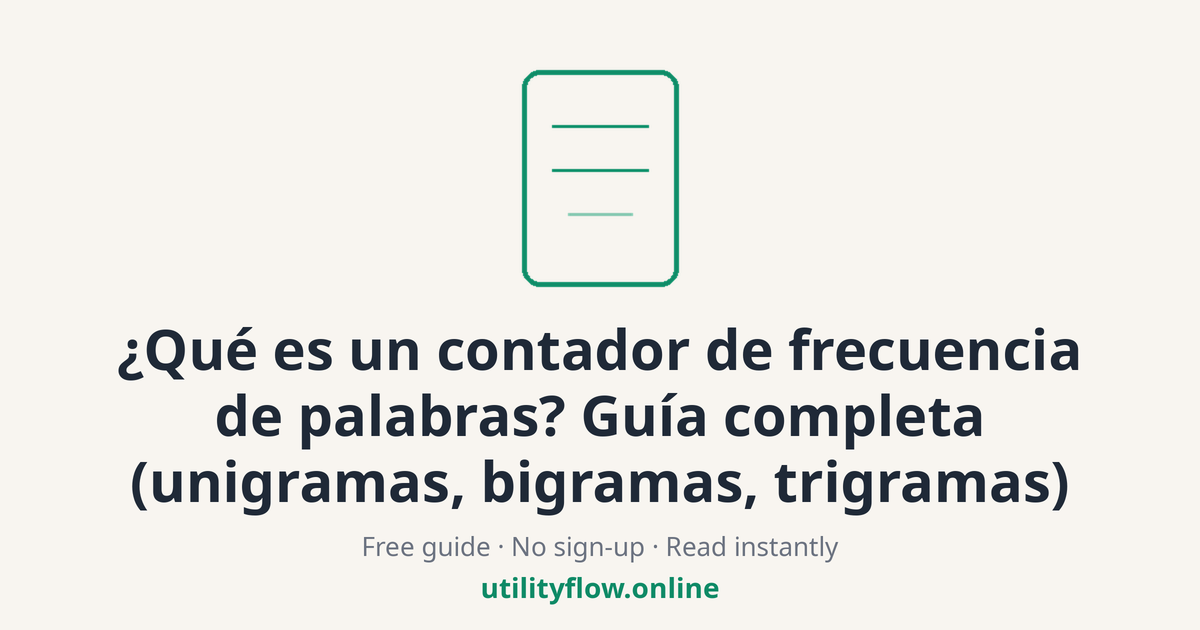 ¿Qué es un contador de frecuencia
de palabras? Guía completa
(unigramas, bigramas, trigramas)
Free guide · No sign-up · Read instantly
utilityflow.online